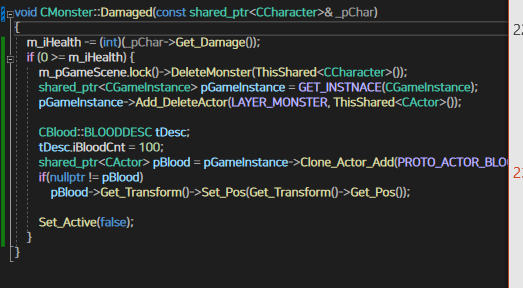 void CMonster::Damaged(const shared_ptr<CCharacter>& _pChar)
{
m_iHealth -= (int)(_pChar->Get_Damage());
if (0 >= m_iHealth) {
m_pGameScene.lock()->DeleteMonster(ThisShared<CCharacter>());
shared_ptr<CGameInstance> pGameInstance = GET_INSTNACE(CGameInstance);
pGameInstance->Add_DeleteActor(LAYER_MONSTER, ThisShared<CActor>());
CBlood::BLOODDESC tDesc;
tDesc.iBloodCnt = 100;
shared_ptr<CActor> pBlood = pGameInstance->Clone_Actor_Add(PROTO_ACTOR_BLO
if(nullptr != pBlood)
pBlood->Get_Transform()->Set_Pos(Get_Transform()->Get_Pos());
Set_Active(false);
}
}